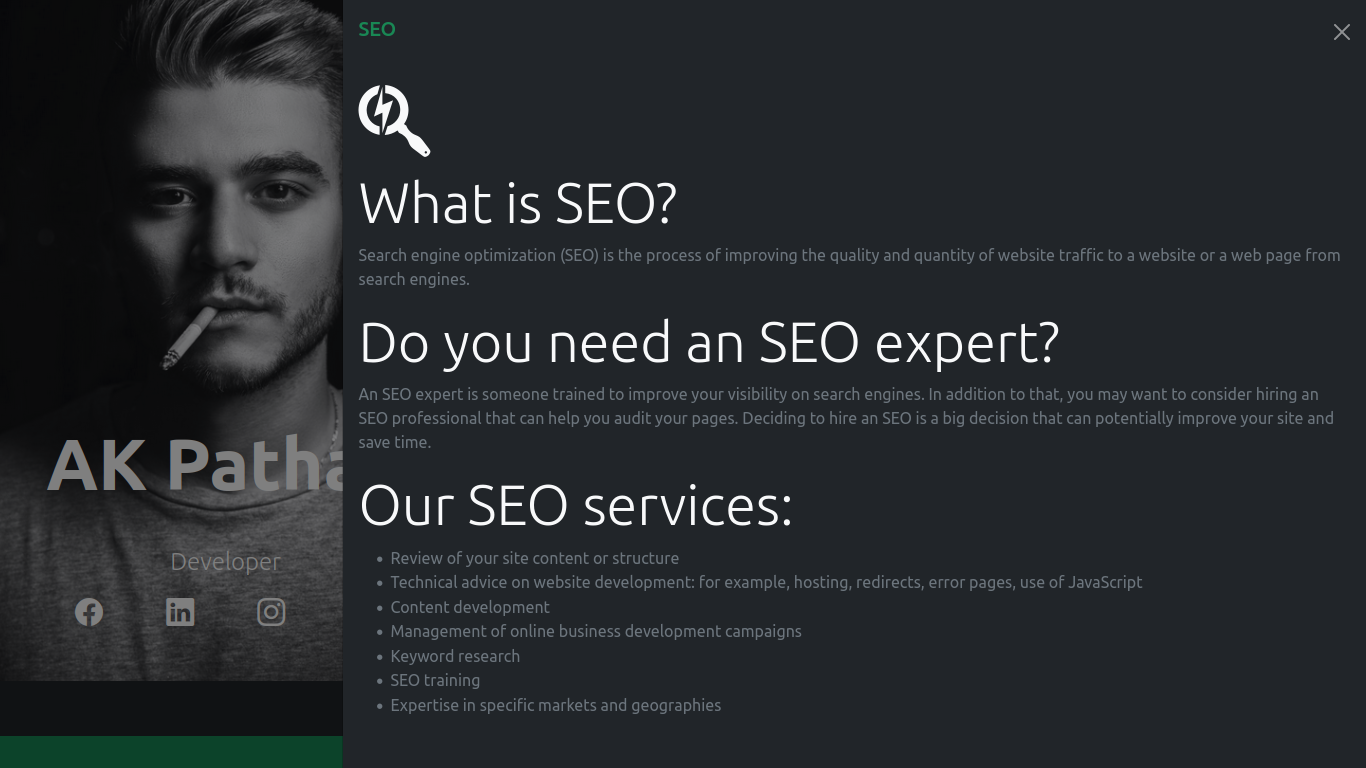 SEO
What is SEO?
Search engine optimization (SEO) is the process of improving the quality and quantity of website traffic to a website or a web page from
search engines.
Do you need an SEO expert?
An SEO expert is someone trained to improve your visibility on search engines. In addition to that, you may want to consider hiring an
SEO professional that can help you audit your pages. Deciding to hire an SEO is a big decision that can potentially improve your site and
save time.
Our SEO services:
Review of your site content or structure
Technical advice on website development: for example, hosting, redirects, error pages, use of JavaScript
Content development
Management of online business development campaigns
Keyword research
SEO training
Expertise in specific markets and geographies
AK Patha
Developer